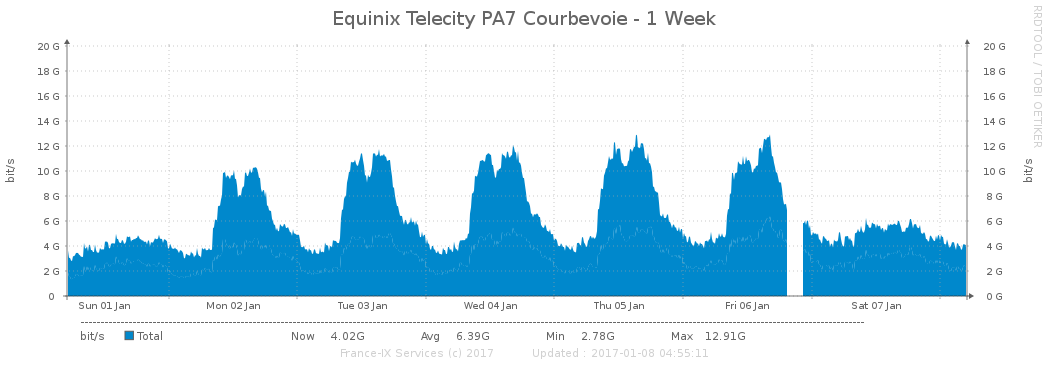 Equinix Telecity PA7 Courbevoie - 1 Week
RRDTOOL / TOBI OETIKER
20 G 20 G
18 G 18 G
16 G 16 G
14 G 14 G
12 G 12 G
10 G 10 G
8 G 8 G
6 G 6 G
4 G 4 G
2 G 2 G
0 0 G
bit/s
bit/s
Sun 01 Jan Mon 02 Jan Tue 03 Jan Wed 04 Jan Thu 05 Jan Fri 06 Jan Sat 07 Jan
bit/s Total Now 4.02G Avg 6.39G Min 2.78G Max 12.91G
France-IX Services (c) 2017 Updated : 2017-01-08 04:55:11